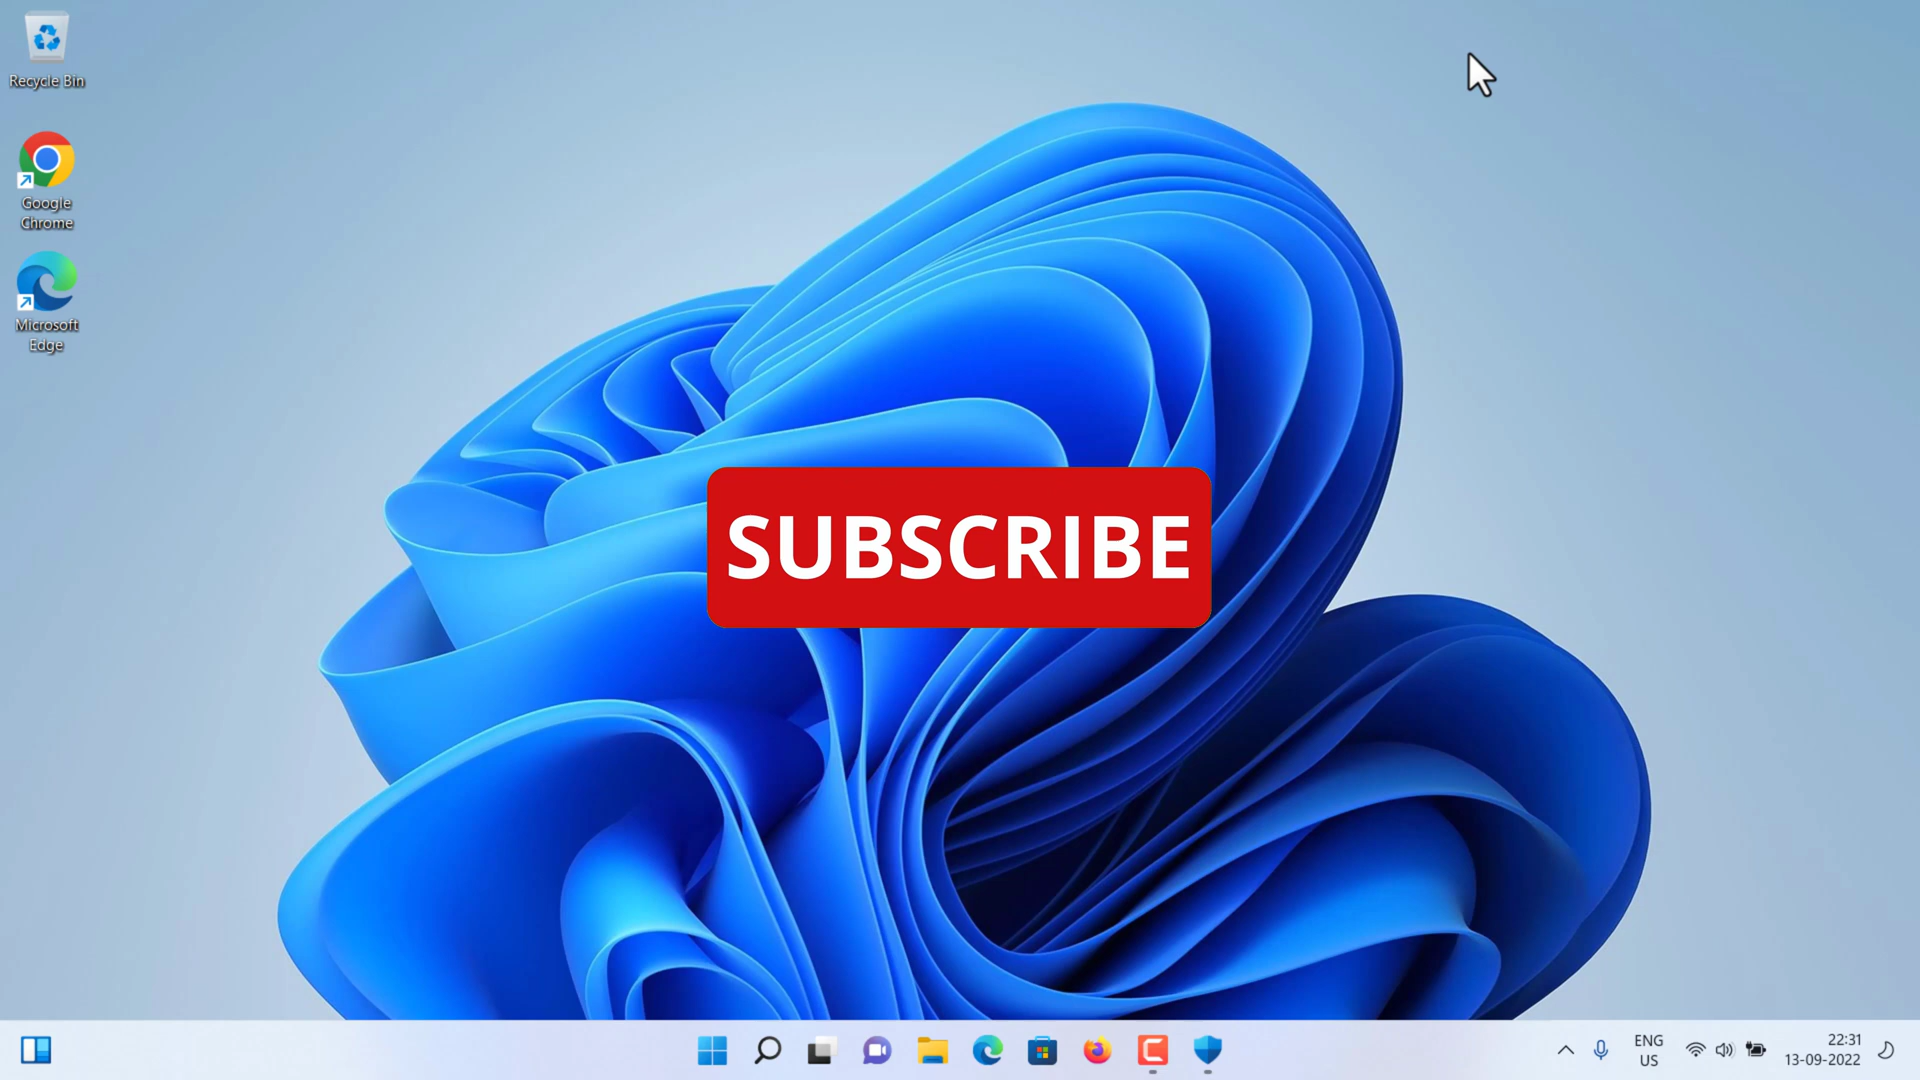 Recycle Bin
Google
Chrome
Microsoft
Edge
SUBSCRIBE
ENG
US
22:31
13-09-2022